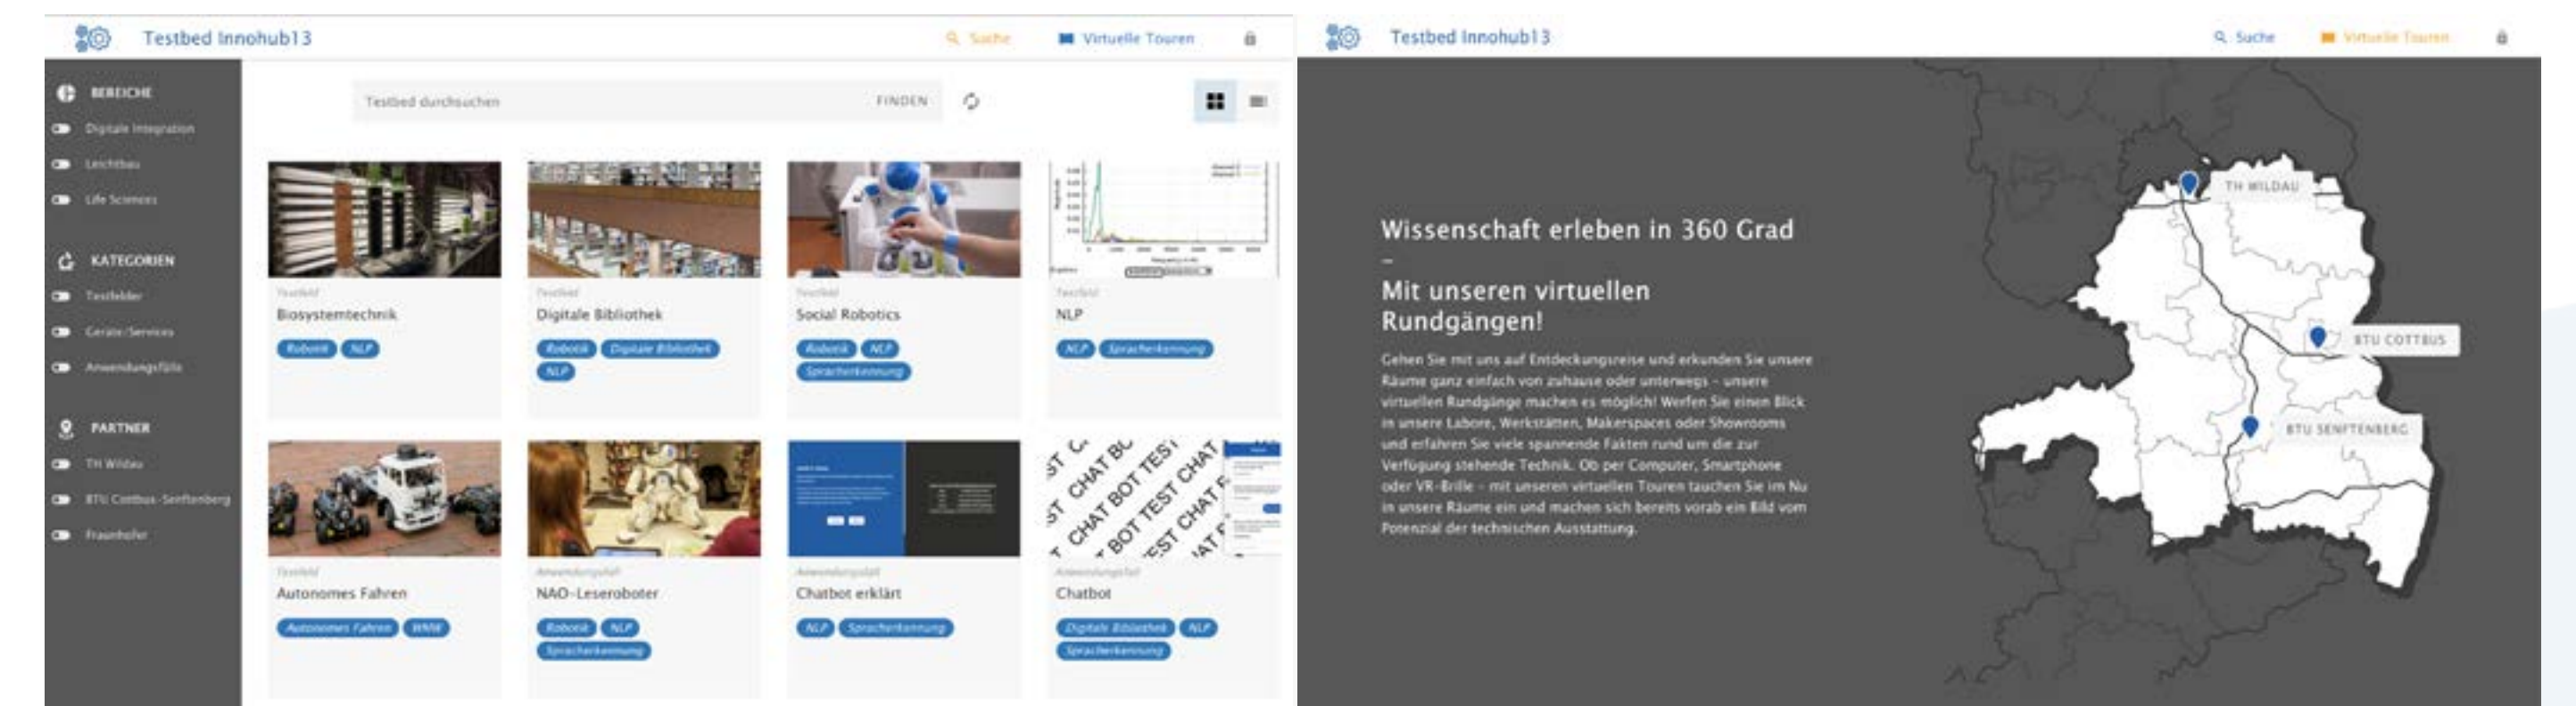 Testbed Innohub13
Suche
Virtuelle Touren
BEREICHE
Digitale Integration
Leichtbau
Life Sciences
KATEGORIEN
Testfelder
Geräte/Services
Anwendungsfälle
PARTNER
TH Wildau
BTU Cottbus-Senftenberg
Fraunhofer
Testbed durchsuchen
FINDEN
Testfeld
Biosystemtechnik
Robotik NLP
Testfeld
Digitale Bibliothek
Robotik Digitale Bibliothek
NLP
Testfeld
Social Robotics
Robotik NLP
Spracherkennung
Testfeld
NLP
NLP Spracherkennung
Testfeld
Autonomes Fahren
Autonomes Fahren
Anwendungsfall
NAO-Leseroboter
Robotik NLP
Spracherkennung
Anwendungsfall
Chatbot erklärt
NLP Spracherkennung
CHAT BOT TEST CHAT
Anwendungsfall
Chatbot
Digitale Bibliothek NLP
Spracherkennung
Testbed Innohub13
Suche
Virtuelle Touren
Wissenschaft erleben in 360 Grad
–
Mit unseren virtuellen
Rundgängen!
Gehen Sie mit uns auf Entdeckungsreise und erkunden Sie unsere
Räume ganz einfach von zuhause oder unterwegs – unsere
virtuellen Rundgänge machen es möglich! Werfen Sie einen Blick
in unsere Labore, Werkstätten, Makerspaces oder Showrooms
und erfahren Sie viele spannende Fakten rund um die zur
Verfügung stehende Technik. Ob per Computer, Smartphone
oder VR-Brille – mit unseren virtuellen Touren tauchen Sie im Nu
in unsere Räume ein und machen sich bereits vorab ein Bild vom
Potenzial der technischen Ausstattung.
TH WILDAU
BTU COTTBUS
BTU SENFTENBERG